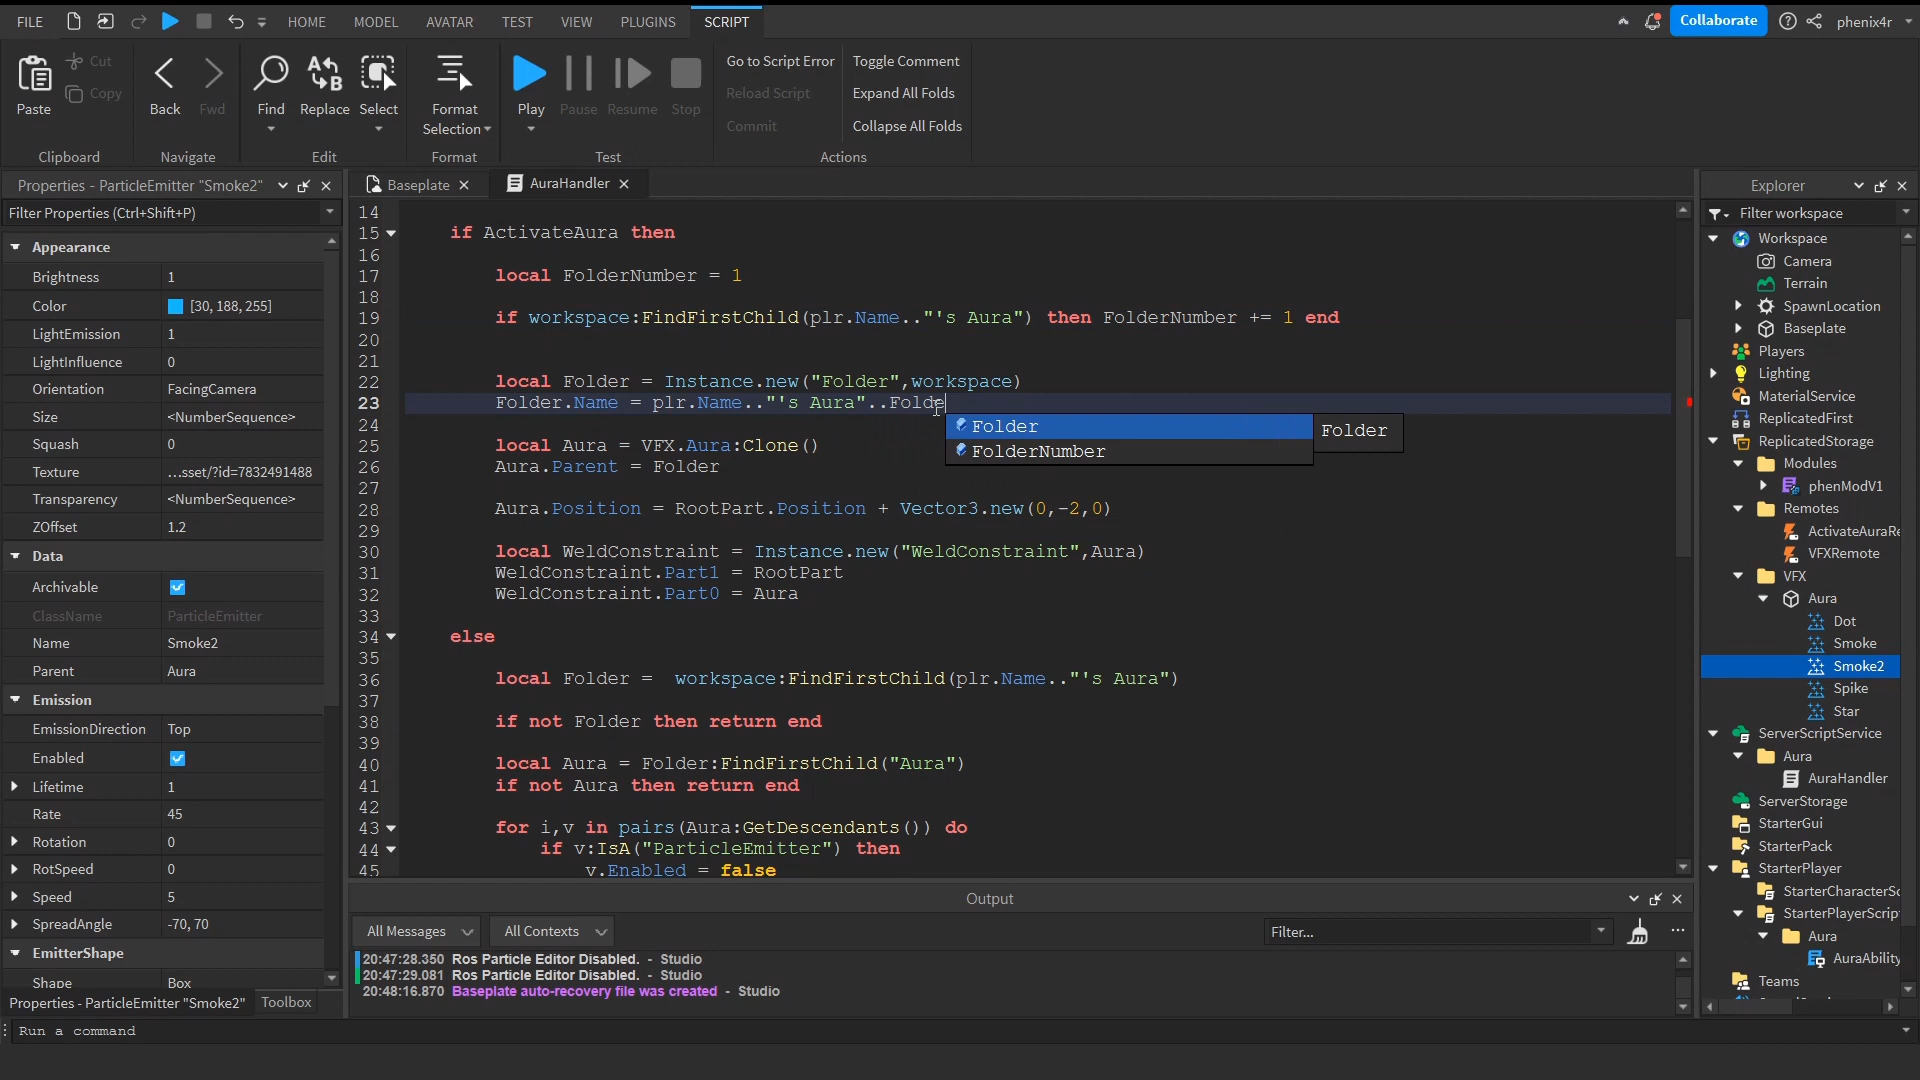 FILE HOME MODEL AVATAR TEST VIEW PLUGINS SCRIPT Collaborate phenix4r
Paste Cut Copy Back Fwd Find Replace Select Format Selection Play Pause Resume Stop
Go to Script Error Toggle Comment
Reload Script Expand All Folds
Commit Collapse All Folds
Clipboard Navigate Edit Format Test Actions
Properties - ParticleEmitter "Smoke2"
Filter Properties (Ctrl+Shift+P)
Appearance
Brightness 1
Color [30, 188, 255]
LightEmission 1
LightInfluence 0
Orientation FacingCamera
Size <NumberSequence>
Squash 0
Texture ...sset/?id=7832491488
Transparency <NumberSequence>
ZOffset 1.2
Data
Archivable
ClassName ParticleEmitter
Name Smoke2
Parent Aura
Emission
EmissionDirection Top
Enabled
Lifetime 1
Rate 45
Rotation 0
RotSpeed 0
Speed 5
SpreadAngle -70, 70
EmitterShape
Shape Box
Properties - ParticleEmitter "Smoke2" Toolbox
Baseplate AuraHandler
14
15 if ActivateAura then
16
17 local FolderNumber = 1
18
19 if workspace:FindFirstChild(plr.Name.."'s Aura") then FolderNumber += 1 end
20
21
22 local Folder = Instance.new("Folder",workspace)
23 Folder.Name = plr.Name.."'s Aura"..Folde
Folder Folder
FolderNumber
24
25 local Aura = VFX.Aura:Clone()
26 Aura.Parent = Folder
27
28 Aura.Position = RootPart.Position + Vector3.new(0,-2,0)
29
30 local WeldConstraint = Instance.new("WeldConstraint",Aura)
31 WeldConstraint.Part1 = RootPart
32 WeldConstraint.Part0 = Aura
33
34 else
35
36 local Folder =  workspace:FindFirstChild(plr.Name.."'s Aura")
37
38 if not Folder then return end
39
40 local Aura = Folder:FindFirstChild("Aura")
41 if not Aura then return end
42
43 for i,v in pairs(Aura:GetDescendants()) do
44 if v:IsA("ParticleEmitter") then
45 v.Enabled = false
Output
All Messages All Contexts Filter...
20:47:28.350 Ros Particle Editor Disabled. - Studio
20:47:29.081 Ros Particle Editor Disabled. - Studio
20:48:16.870 Baseplate auto-recovery file was created - Studio
Run a command
Explorer
Filter workspace
Workspace
Camera
Terrain
SpawnLocation
Baseplate
Players
Lighting
MaterialService
ReplicatedFirst
ReplicatedStorage
Modules
phenModV1
Remotes
ActivateAuraRe
VFXRemote
VFX
Aura
Dot
Smoke
Smoke2
Spike
Star
ServerScriptService
Aura
AuraHandler
ServerStorage
StarterGui
StarterPack
StarterPlayer
StarterCharacterSc
StarterPlayerScrip
Aura
AuraAbility
Teams